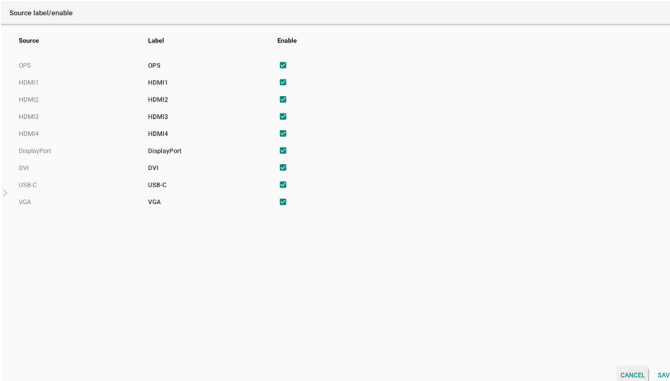 Source label/enable
Source Label Enable
OPS OPS
HDMI1 HDMI1
HDMI2 HDMI2
HDMI3 HDMI3
HDMI4 HDMI4
DisplayPort DisplayPort
DVI DVI
USB-C USB-C
VGA VGA
CANCEL SAV